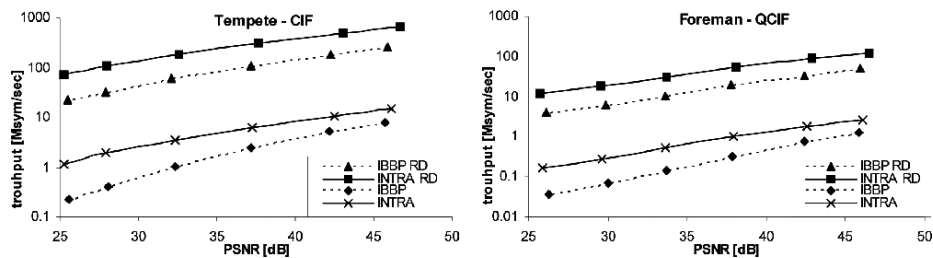 Tempete - CIF
trouhput [Msym/sec]
1000
100
10
1
0.1
25
30
35
40
45
50
PSNR [dB]
IBBP RD
INTRA RD
IBBP
INTRA
Foreman - QCIF
trouhput [Msym/sec]
1000
100
10
1
0.1
0.01
25
30
35
40
45
50
PSNR [dB]
IBBP RD
INTRA RD
IBBP
INTRA